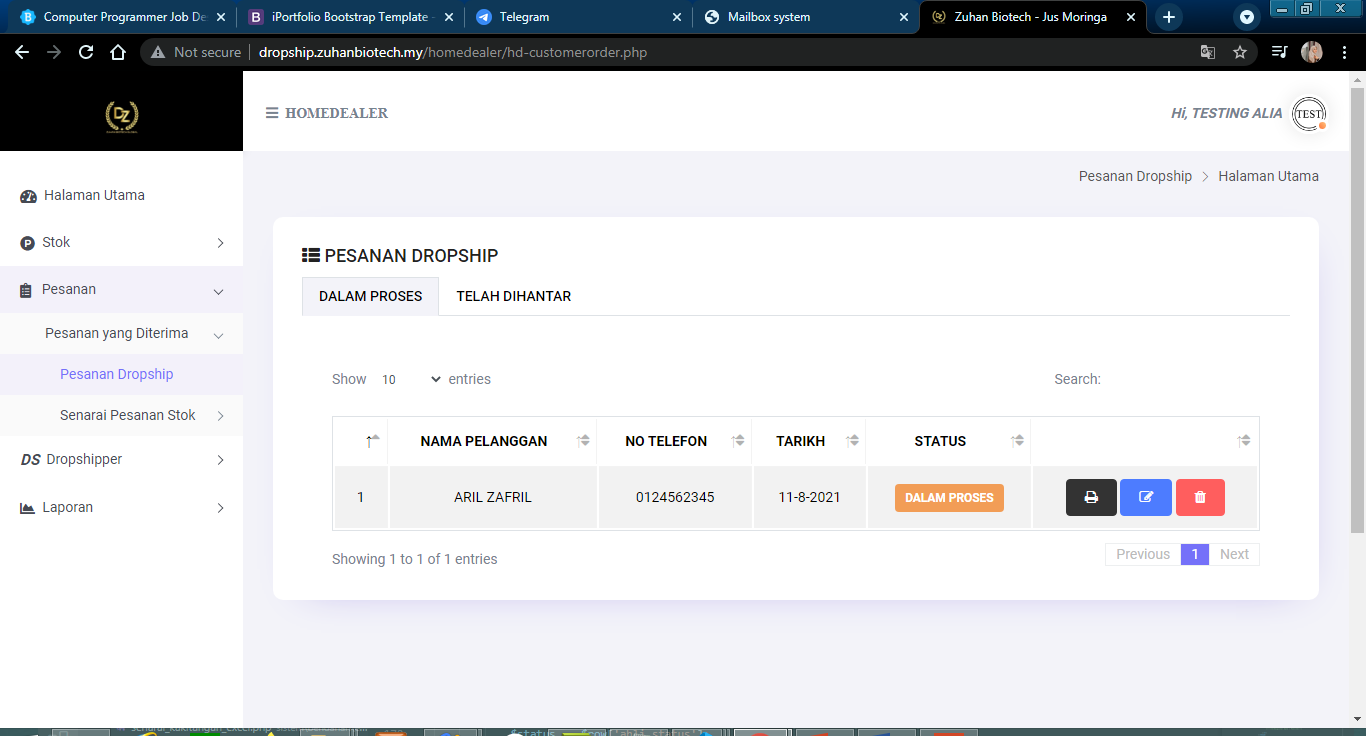 Computer Programmer Job De
iPortfolio Bootstrap Template -
Telegram
Mailbox system
Zuhan Biotech - Jus Moringa
Not secure
dropship.zuhanbiotech.my/homedealer/hd-customerorder.php
DZ
HOMEDEALER
Hi, TESTING ALIA
TEST
Pesanan Dropship > Halaman Utama
Halaman Utama
Stok
Pesanan
Pesanan yang Diterima
Pesanan Dropship
Senarai Pesanan Stok
DS Dropshipper
Laporan
PESANAN DROPSHIP
DALAM PROSES TELAH DIHANTAR
Show 10 entries
Search:
NAMA PELANGGAN NO TELEFON TARIKH STATUS
1 ARIL ZAFRIL 0124562345 11-8-2021 DALAM PROSES
Showing 1 to 1 of 1 entries
Previous 1 Next